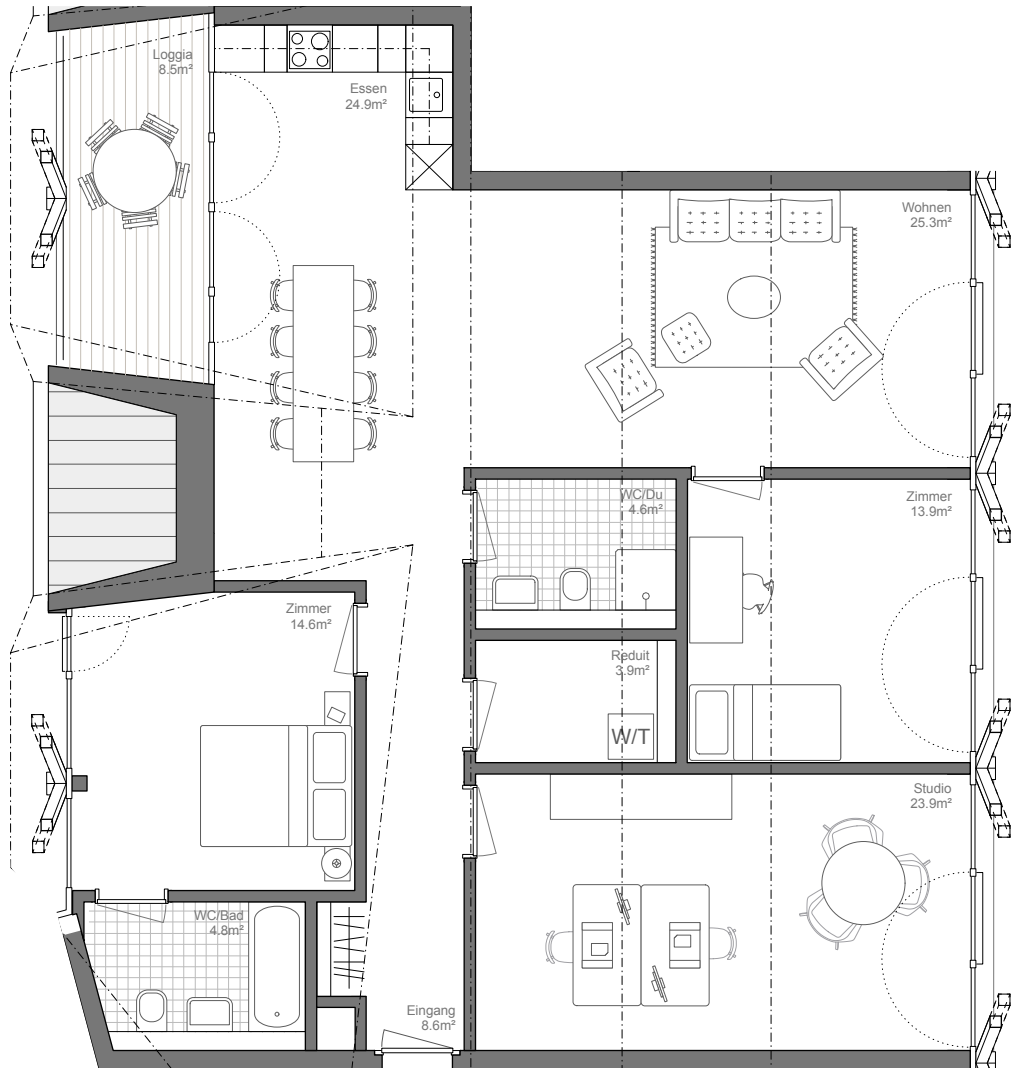 Loggia
8.5m²
Essen
24.9m²
Wohnen
25.3m²
WC/Du
4.6m²
Zimmer
13.9m²
Zimmer
14.6m²
Reduit
3.9m²
W/T
Studio
23.9m²
WC/Bad
4.8m²
Eingang
8.6m²